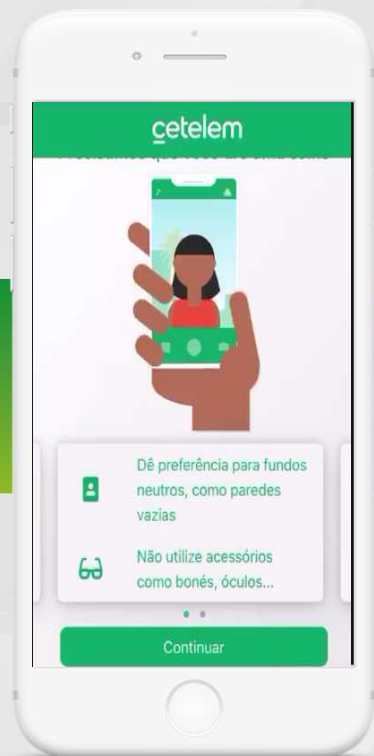 cetelem
Dê preferência para fundos
neutros, como paredes
vazias
Não utilize acessórios
como bonés, óculos...
Continuar